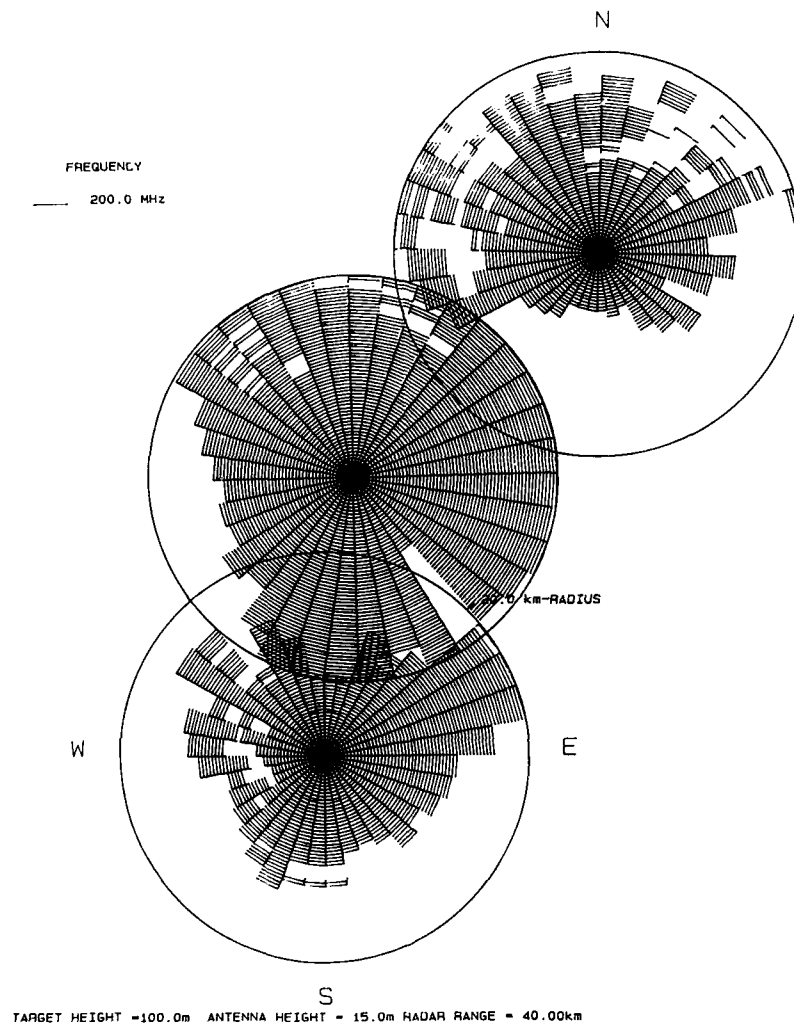 N
FREQUENCY
200.0 MHz
km-RADIUS
W
E
S
TARGET HEIGHT =100.0m ANTENNA HEIGHT = 15.0m RADAR RANGE = 40.00km